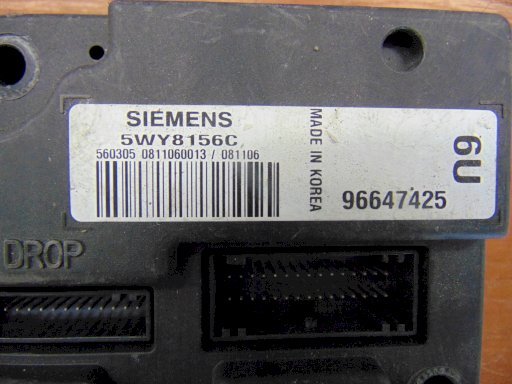 SIEMENS
5WY8156C
560305 0811060013 / 081106
MADE IN KOREA
6U
96647425
DROP